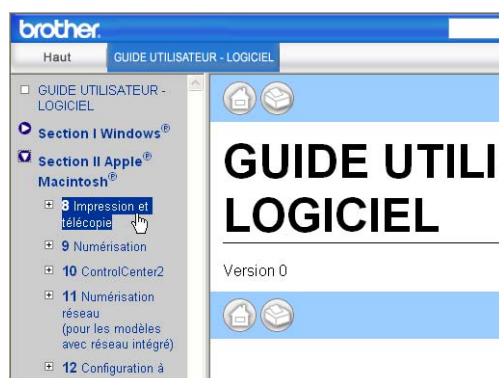 brother.
Haut
GUIDE UTILISATEUR - LOGICIEL
GUIDE UTILISATEUR -
LOGICIEL
Section I Windows®
Section II Apple®
Macintosh®
8 Impression et
télécopie
9 Numérisation
10 ControlCenter2
11 Numérisation
réseau
(pour les modèles
avec réseau intégré)
12 Configuration à
GUIDE UTILI
LOGICIEL
Version 0